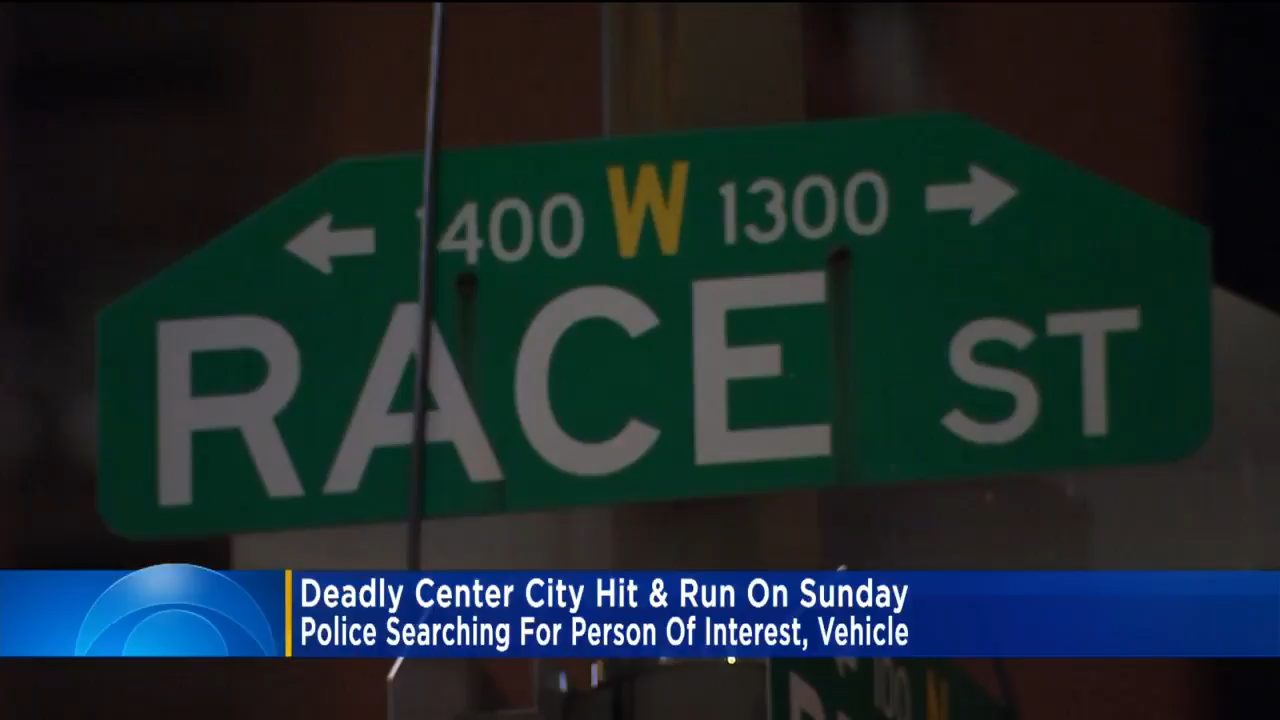 1400 W 1300
RACE ST
Deadly Center City Hit & Run On Sunday
Police Searching For Person Of Interest, Vehicle